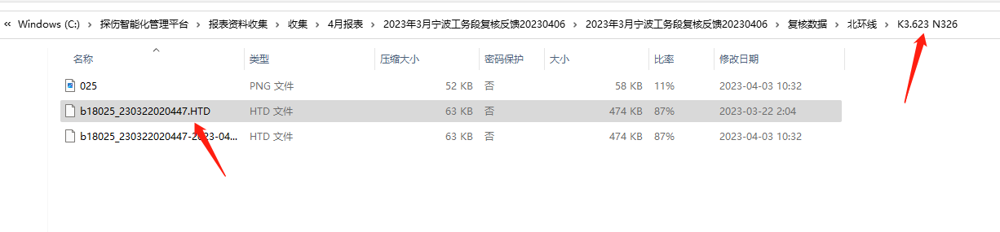 « Windows (C:) › 探伤智能化管理平台 › 报表资料收集 › 收集 › 4月报表 › 2023年3月宁波工务段复核反馈20230406 › 2023年3月宁波工务段复核反馈20230406 › 复核数据 › 北环线 › K3.623 N326
名称 类型 压缩大小 密码保护 大小 比率 修改日期
025 PNG 文件 52 KB 否 58 KB 11% 2023-04-03 10:32
b18025_230322020447.HTD HTD 文件 63 KB 否 474 KB 87% 2023-03-22 2:04
b18025_230322020447-2023-04... HTD 文件 63 KB 否 474 KB 87% 2023-04-03 10:32